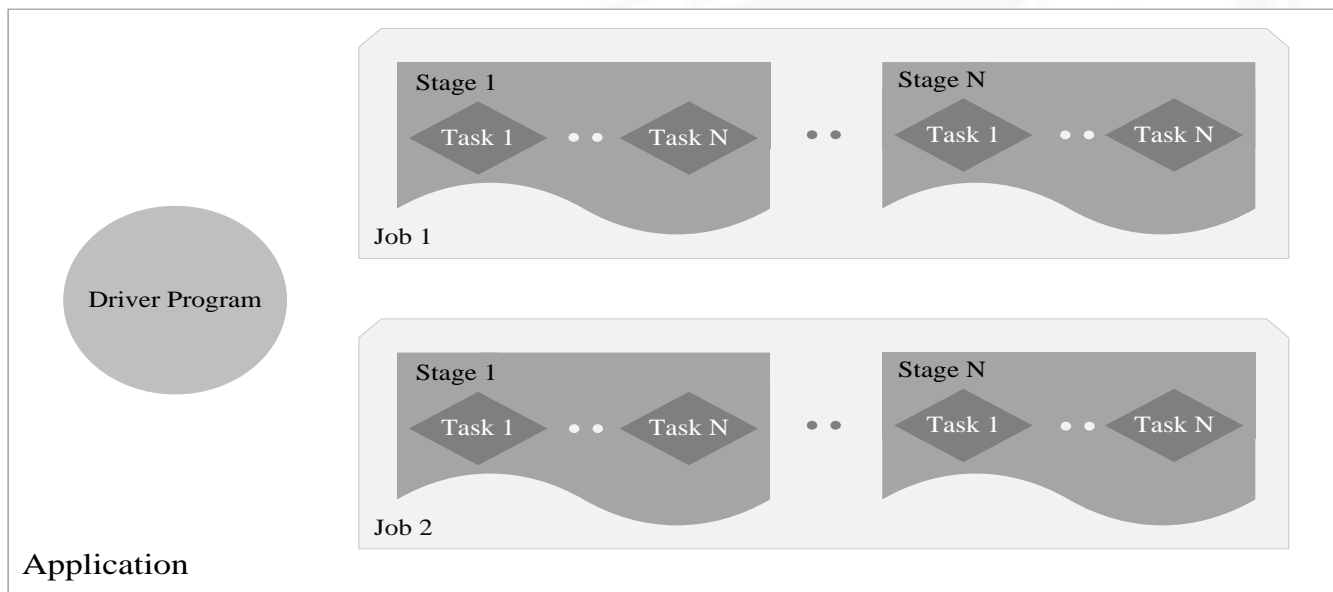 Stage 1
Stage N
Task 1
Task N
Task 1
Task N
Job 1
Driver Program
Stage 1
Stage N
Task 1
Task N
Task 1
Task N
Job 2
Application